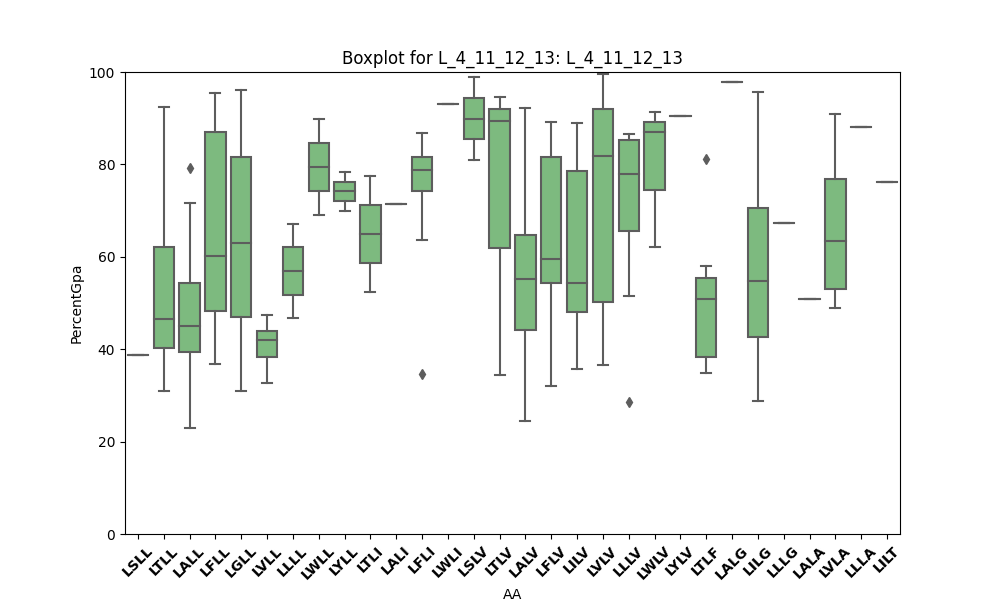 Boxplot for L_4_11_12_13: L_4_11_12_13
100
80
60
40
20
0
PercentGpa
LSLL LTLL LALL LFLL LGLL LVLL LLLL LWLL LYLL LTLI LALI LFLI LWLI LSLV LTLV LALV LFLV LILV LVLV LLLV LWLV LYLV LTLF LALG LILG LLLG LALA LVLA LLLA LILT
AA